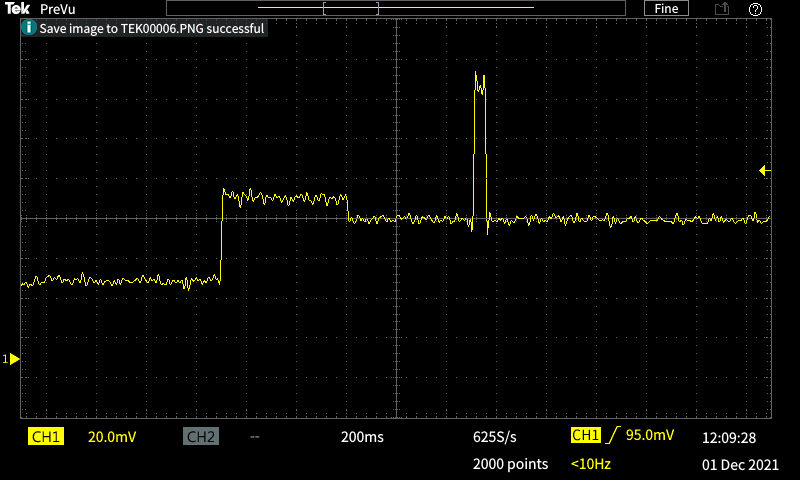 Tek PreVu Fine ?
i Save image to TEK00006.PNG successful
1
CH1 20.0mV CH2 -- 200ms 625S/s CH1 95.0mV 12:09:28
2000 points <10Hz 01 Dec 2021